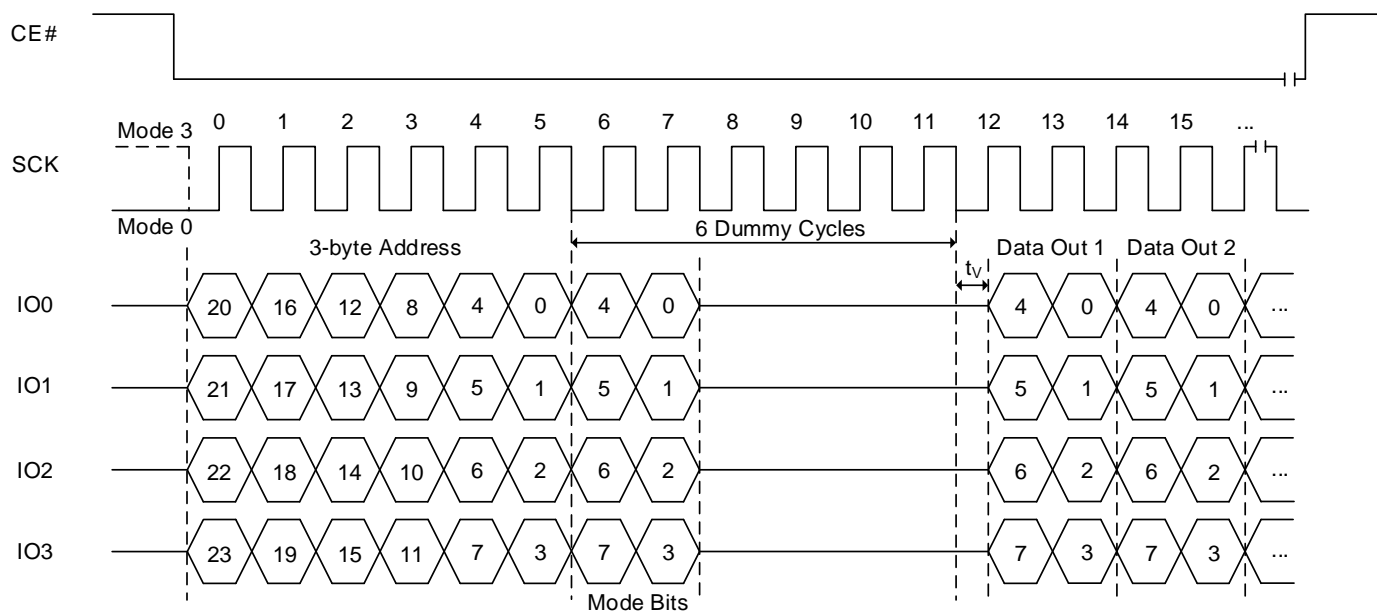 CE#
0 1 2 3 4 5 6 7 8 9 10 11 12 13 14 15 ...
Mode 3
SCK
Mode 0
6 Dummy Cycles
3-byte Address
Data Out 1 Data Out 2
tV
IO0 20 16 12 8 4 0 4 0 4 0 4 0 ...
IO1 21 17 13 9 5 1 5 1 5 1 5 1 ...
IO2 22 18 14 10 6 2 6 2 6 2 6 2 ...
IO3 23 19 15 11 7 3 7 3 7 3 7 3 ...
Mode Bits